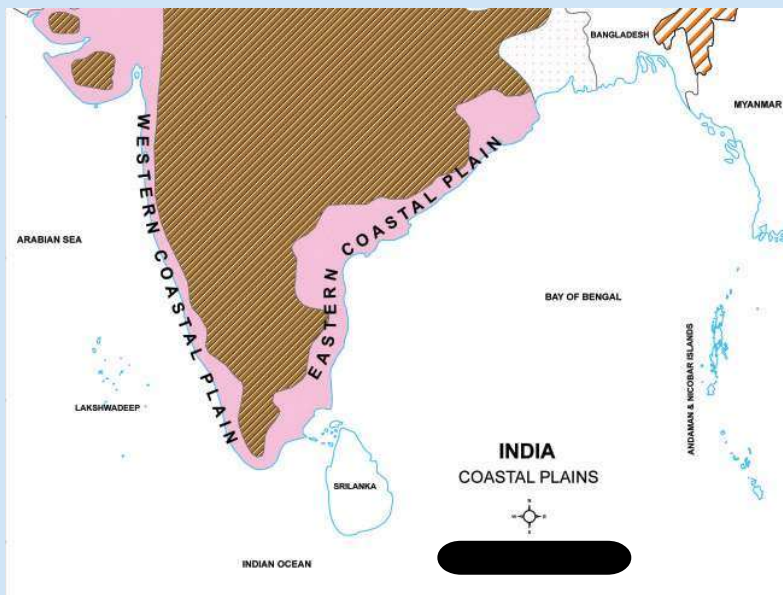 BANGLADESH
MYANMAR
WESTERN COASTAL PLAIN
EASTERN COASTAL PLAIN
ARABIAN SEA
BAY OF BENGAL
ANDAMAN & NICOBAR ISLANDS
LAKSHWADEEP
INDIA
COASTAL PLAINS
SRILANKA
N
W
E
S
INDIAN OCEAN